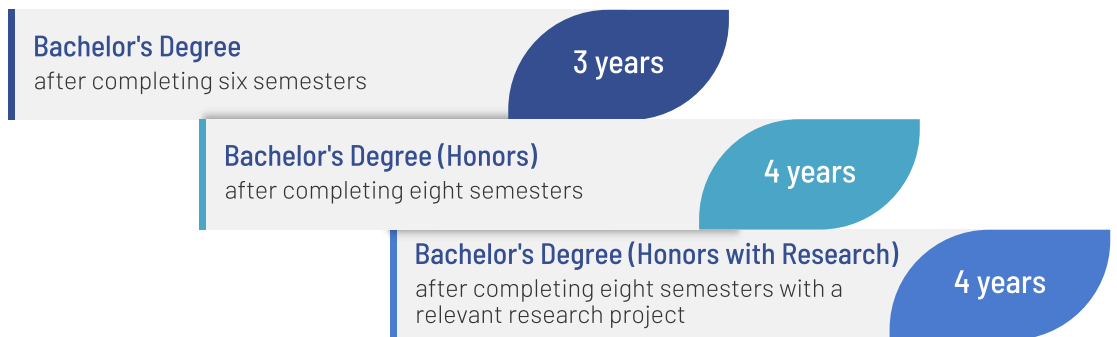 Bachelor's Degree
after completing six semesters
3 years
Bachelor's Degree (Honors)
after completing eight semesters
4 years
Bachelor's Degree (Honors with Research)
after completing eight semesters with a
relevant research project
4 years